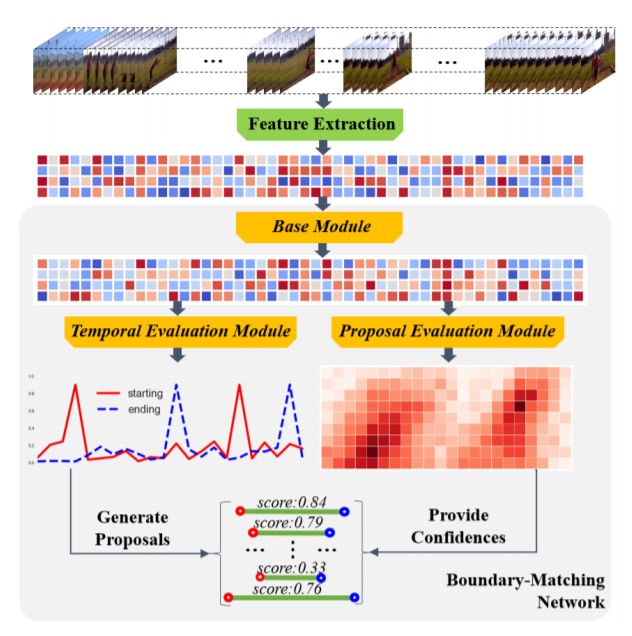 Feature Extraction
Base Module
Temporal Evaluation Module
Proposal Evaluation Module
1.0
0.8
0.6
0.4
0.2
0.0
starting
ending
Generate
Proposals
score:0.84
score:0.79
...
score:0.33
score:0.76
Provide
Confidences
Boundary-Matching
Network